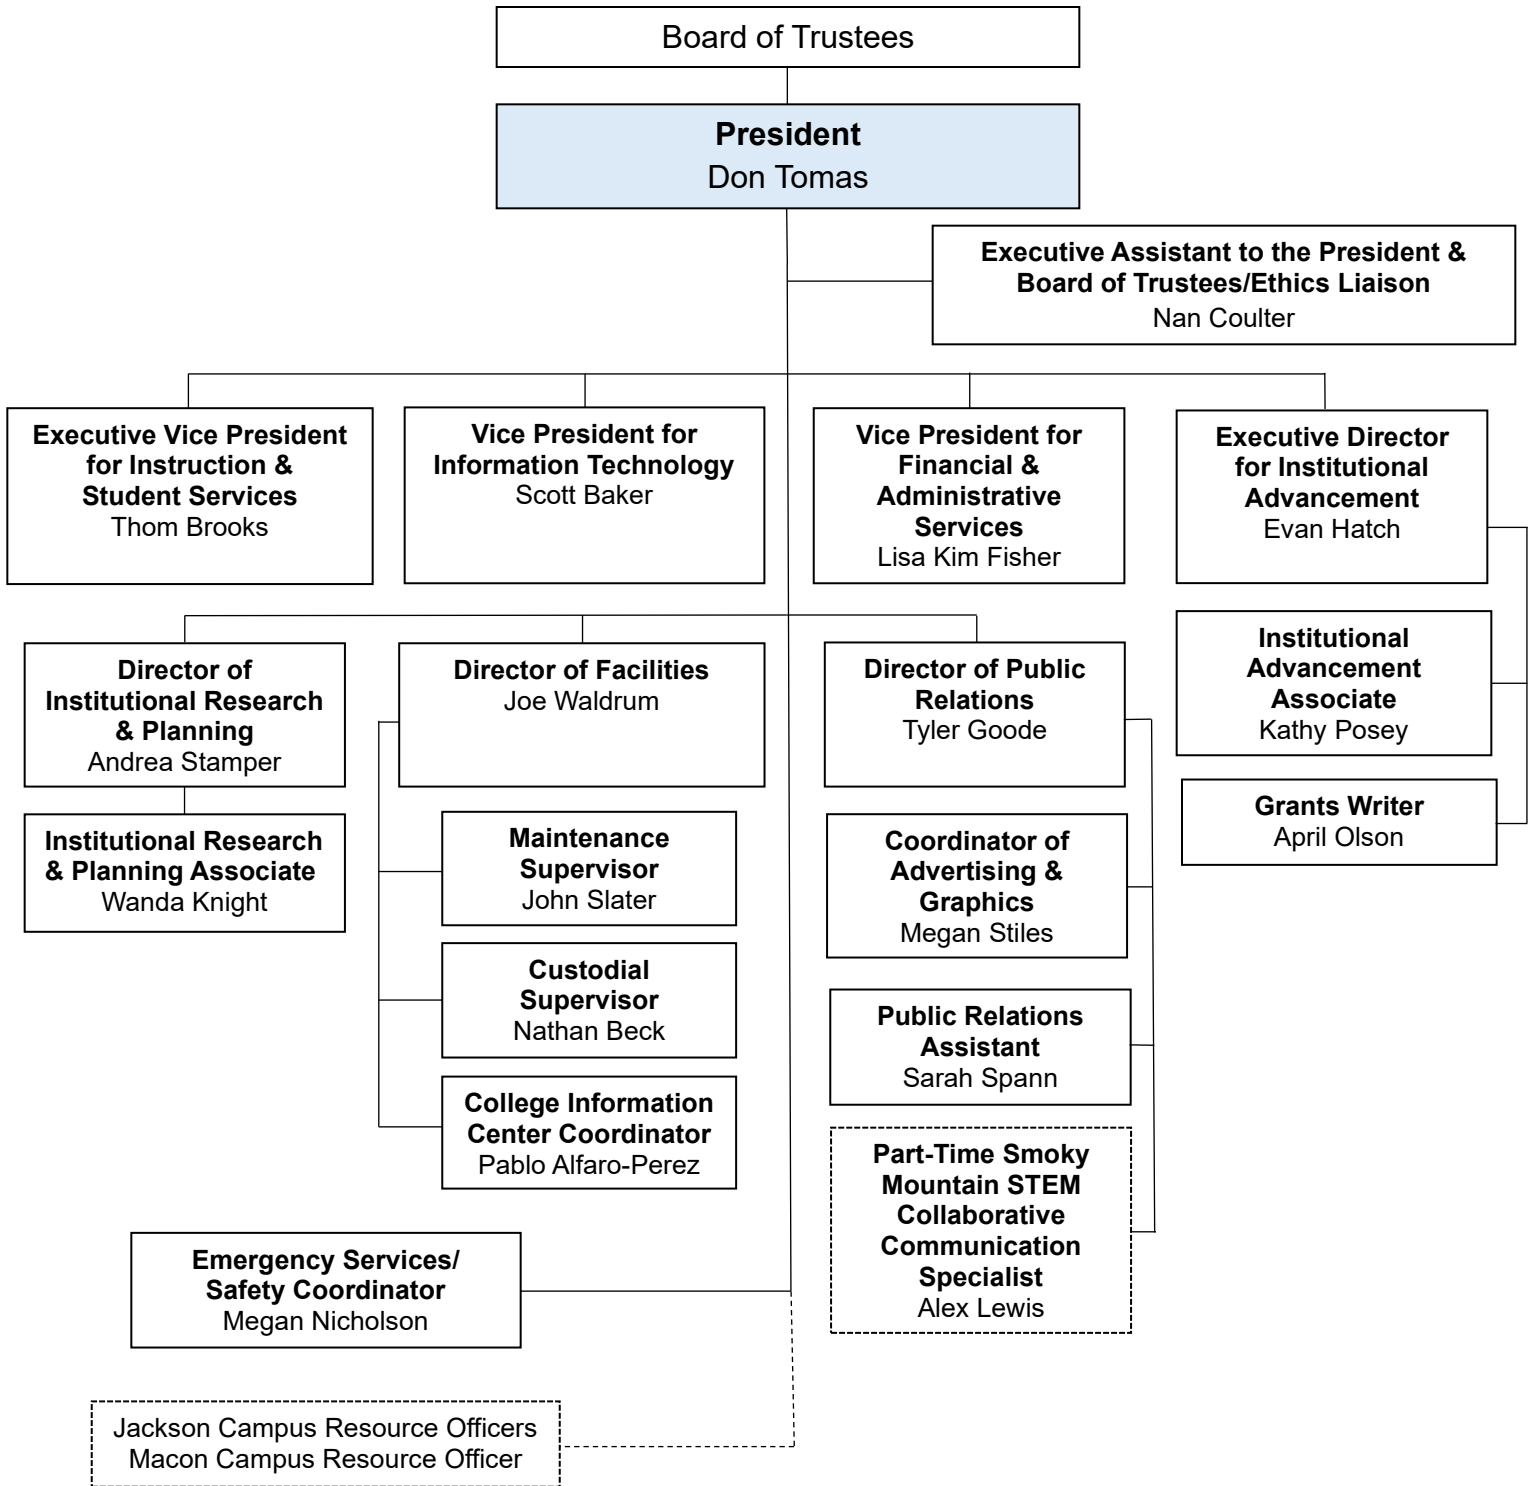 Board of Trustees
President
Don Tomas
Executive Assistant to the President &
Board of Trustees/Ethics Liaison
Nan Coulter
Executive Vice President
for Instruction &
Student Services
Thom Brooks
Vice President for
Information Technology
Scott Baker
Vice President for
Financial &
Administrative
Services
Lisa Kim Fisher
Executive Director
for Institutional
Advancement
Evan Hatch
Director of
Institutional Research
& Planning
Andrea Stamper
Director of Facilities
Joe Waldrum
Director of Public
Relations
Tyler Goode
Institutional
Advancement
Associate
Kathy Posey
Grants Writer
April Olson
Institutional Research
& Planning Associate
Wanda Knight
Maintenance
Supervisor
John Slater
Coordinator of
Advertising &
Graphics
Megan Stiles
Custodial
Supervisor
Nathan Beck
Public Relations
Assistant
Sarah Spann
College Information
Center Coordinator
Pablo Alfaro-Perez
Part-Time Smoky
Mountain STEM
Collaborative
Communication
Specialist
Alex Lewis
Emergency Services/
Safety Coordinator
Megan Nicholson
Jackson Campus Resource Officers
Macon Campus Resource Officer